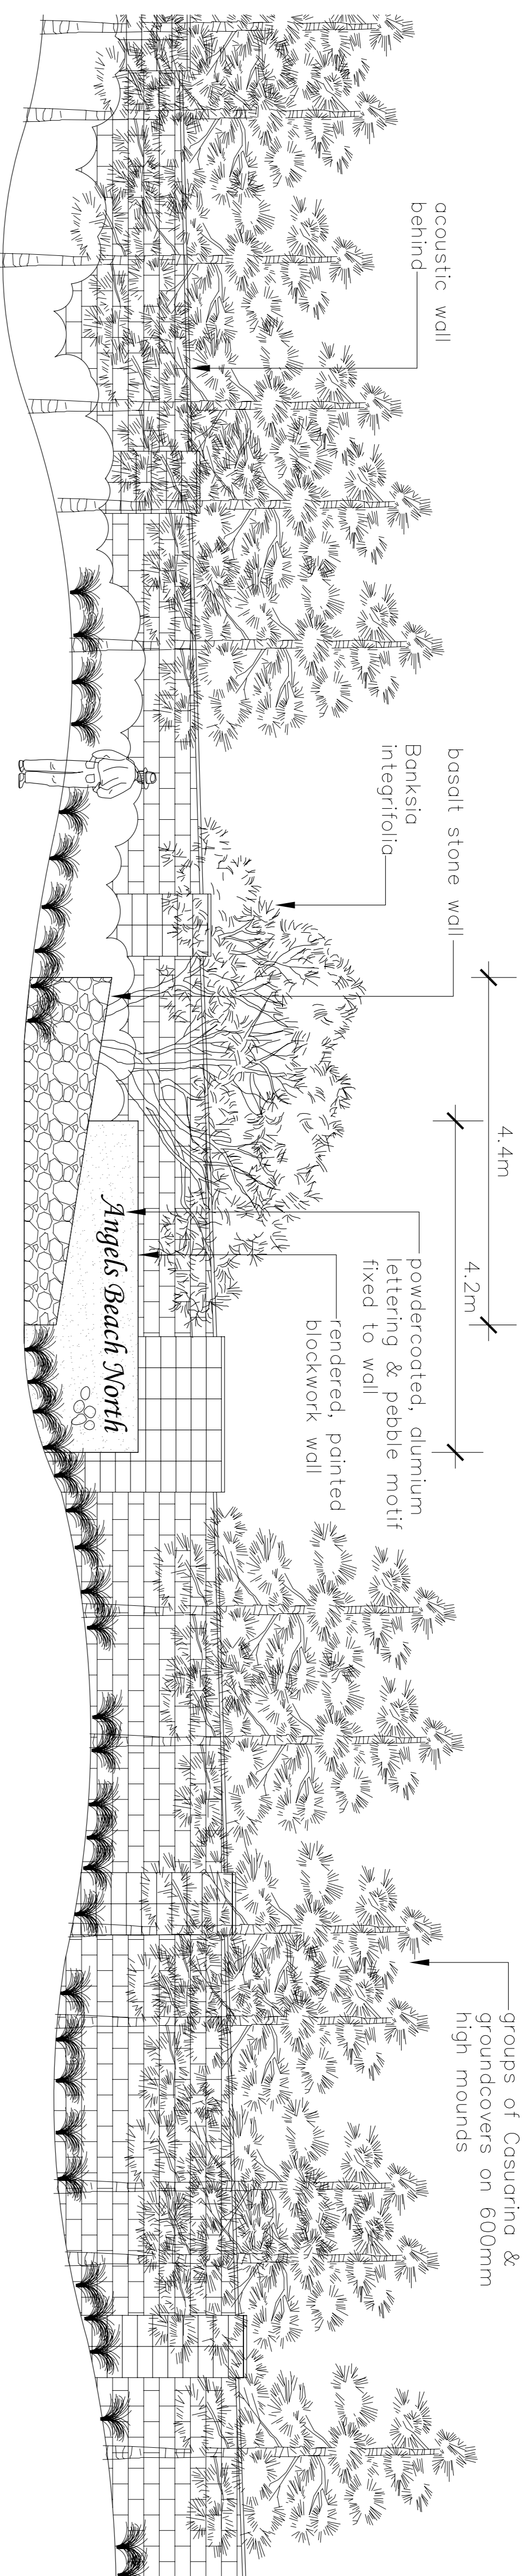 acoustic wall
behind
Banksia
integrifolia
basalt stone wall
4.4m
4.2m
powdercoated, alumium
lettering & pebble motif
fixed to wall
rendered, painted
blockwork wall
Angels Beach North
groups of Casuarina &
groundcovers on 600mm
high mounds